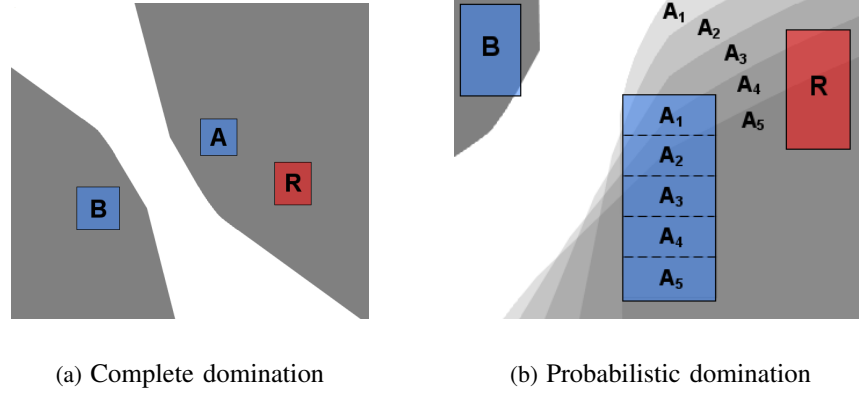 A
R
B
(a) Complete domination
B
A₁
A₂
A₃
A₄
A₅
R
A₁
A₂
A₃
A₄
A₅
(b) Probabilistic domination